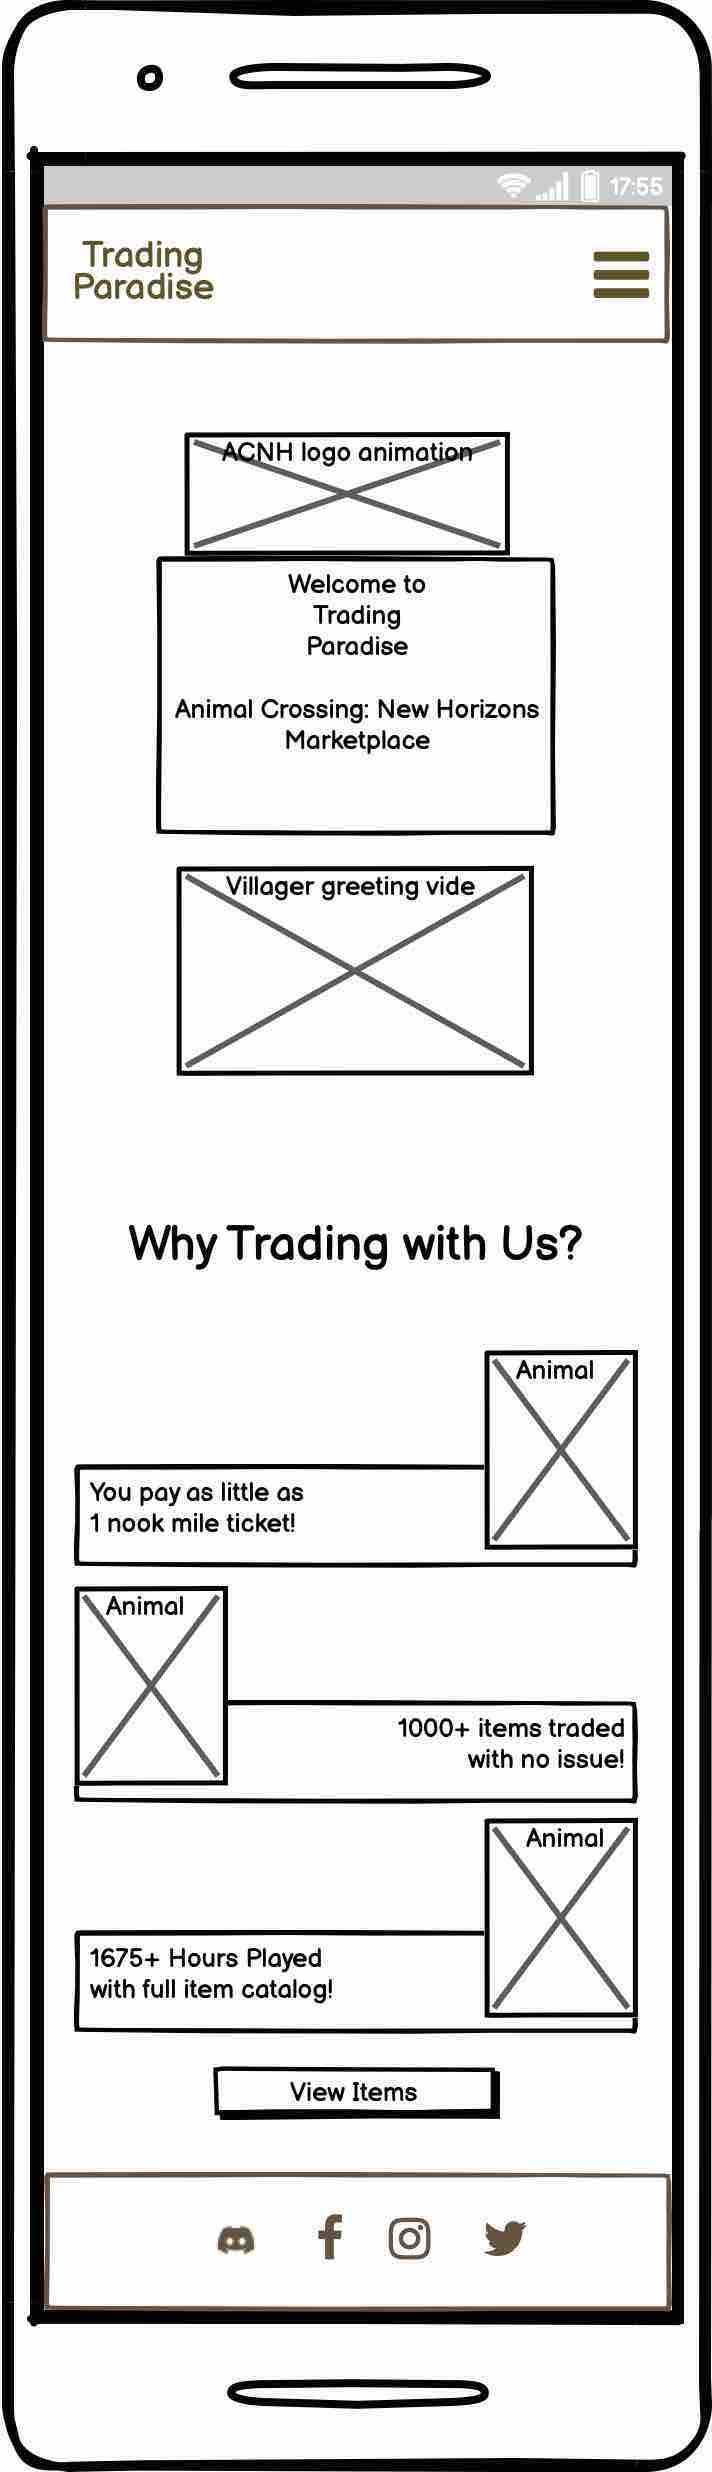 17:55
Trading
Paradise
ACNH logo animation
Welcome to
Trading
Paradise
Animal Crossing: New Horizons
Marketplace
Villager greeting vide
Why Trading with Us?
Animal
You pay as little as
1 nook mile ticket!
Animal
1000+ items traded
with no issue!
Animal
1675+ Hours Played
with full item catalog!
View Items